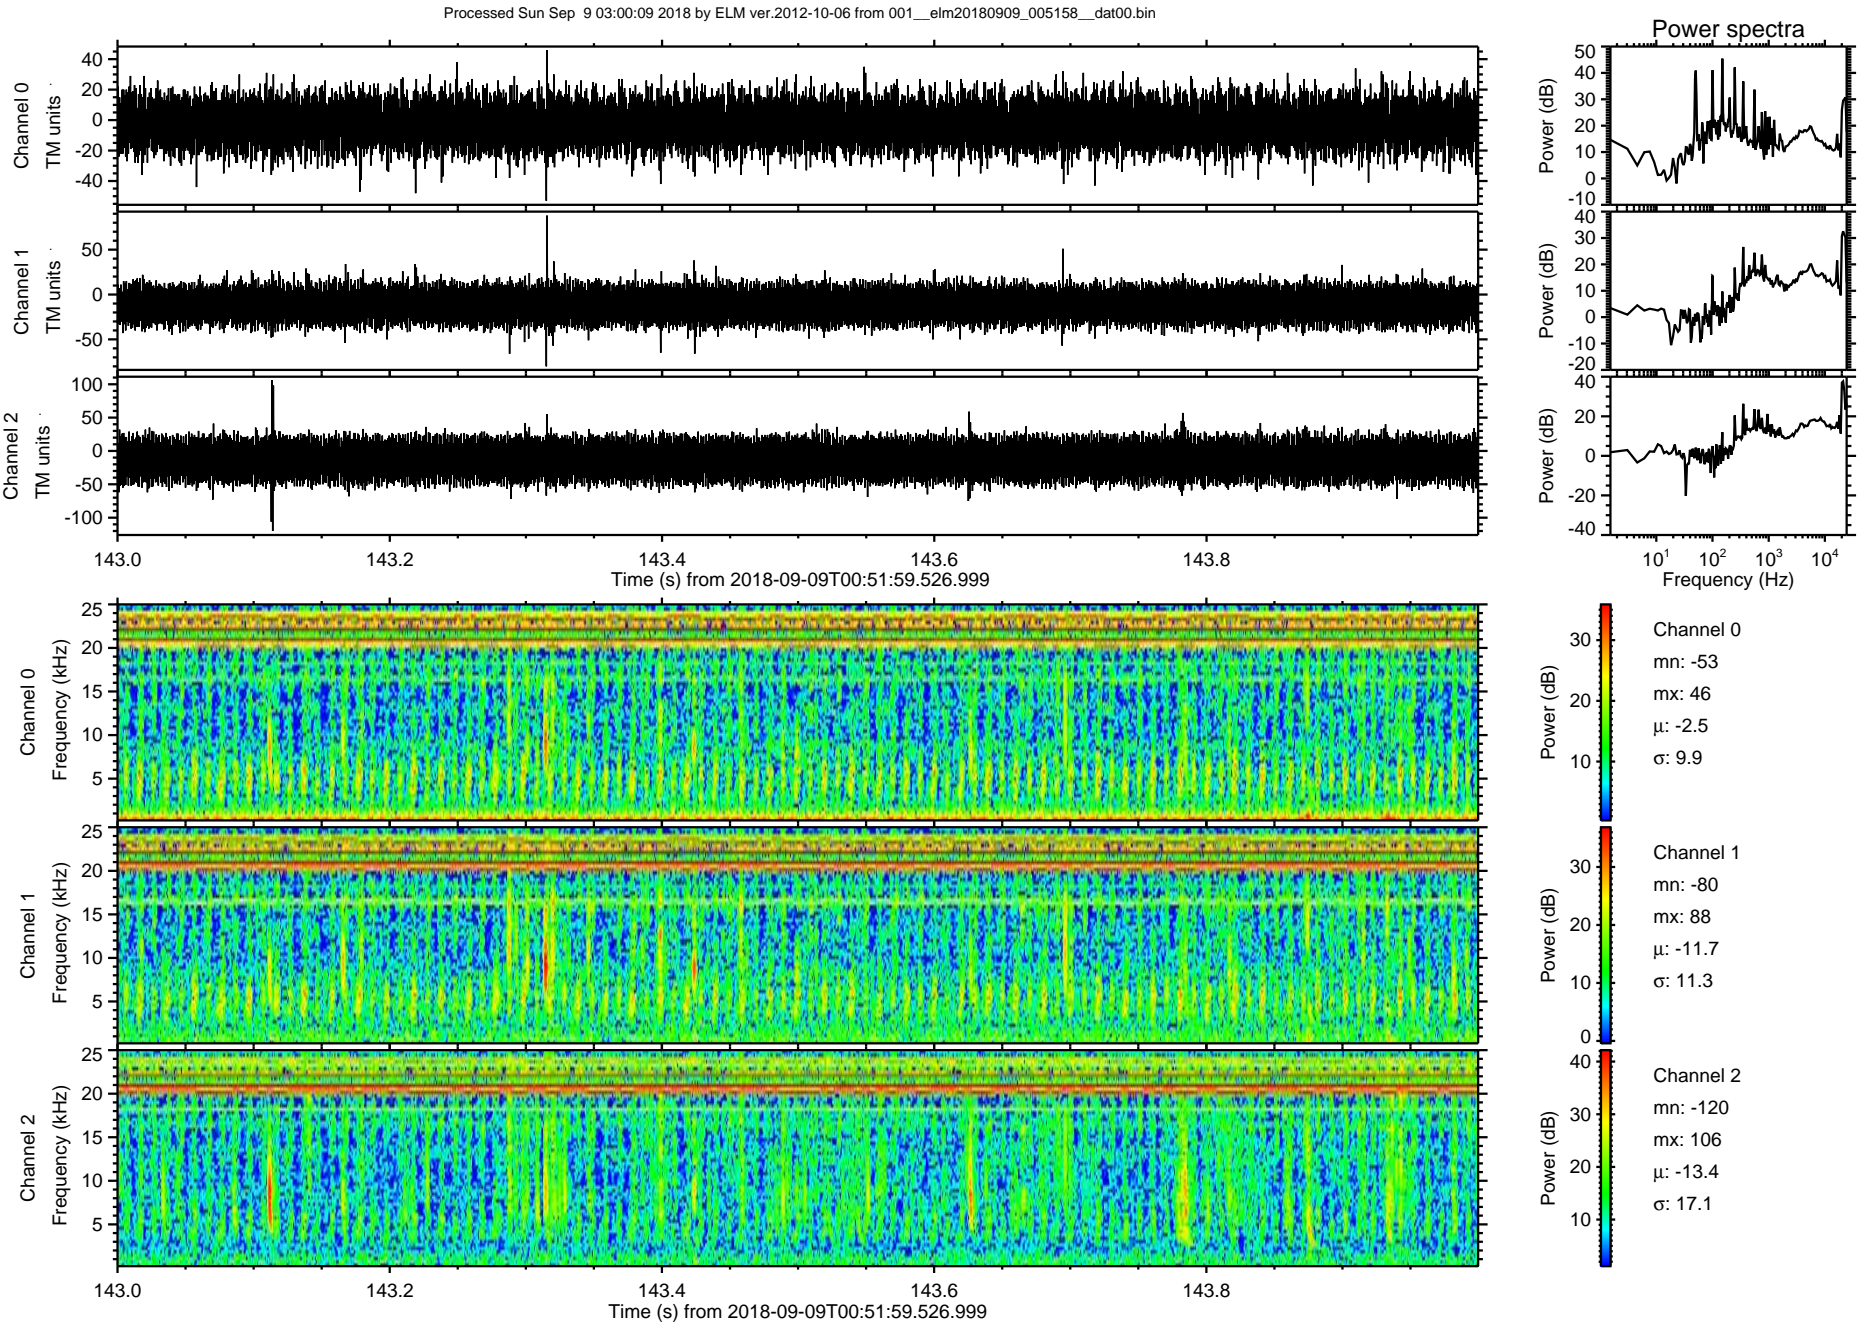 Processed Sun Sep 9 03:00:09 2018 by ELM ver.2012-10-06 from 001__elm20180909_005158__dat00.bin
Power spectra
Channel 0
TM units
40
20
0
-20
-40
Power (dB)
50
40
30
20
10
0
-10
Channel 1
TM units
50
0
-50
Power (dB)
40
30
20
10
0
-10
-20
Channel 2
TM units
100
50
0
-50
-100
Power (dB)
40
20
0
-20
-40
143.0 143.2 143.4 143.6 143.8
Time (s) from 2018-09-09T00:51:59.526.999
10^1 10^2 10^3 10^4
Frequency (Hz)
Channel 0
Frequency (kHz)
25
20
15
10
5
Power (dB)
30
20
10
Channel 0
mn: -53
mx: 46
μ: -2.5
σ: 9.9
Channel 1
Frequency (kHz)
25
20
15
10
5
Power (dB)
30
20
10
0
Channel 1
mn: -80
mx: 88
μ: -11.7
σ: 11.3
Channel 2
Frequency (kHz)
25
20
15
10
5
Power (dB)
40
30
20
10
Channel 2
mn: -120
mx: 106
μ: -13.4
σ: 17.1
143.0 143.2 143.4 143.6 143.8
Time (s) from 2018-09-09T00:51:59.526.999